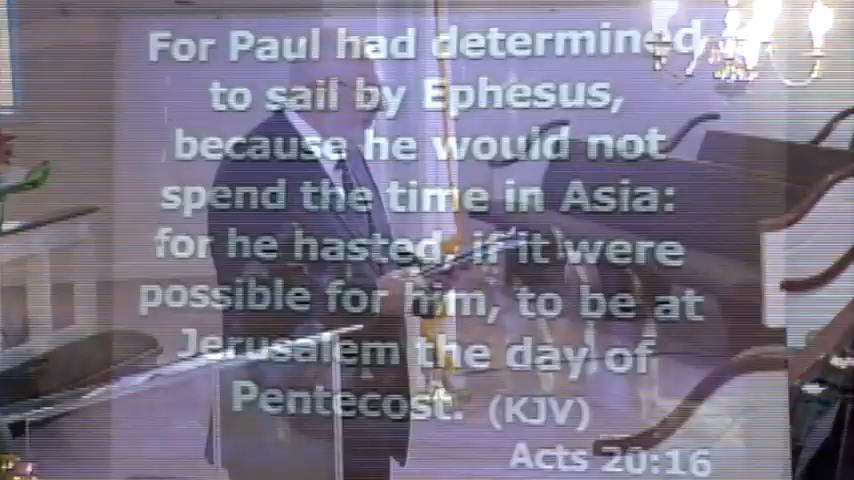 For Paul had determined
to sail by Ephesus,
because he would not
spend the time in Asia:
for he hasted, if it were
possible for him, to be at
Jerusalem the day of
Pentecost. (KJV)
Acts 20:16